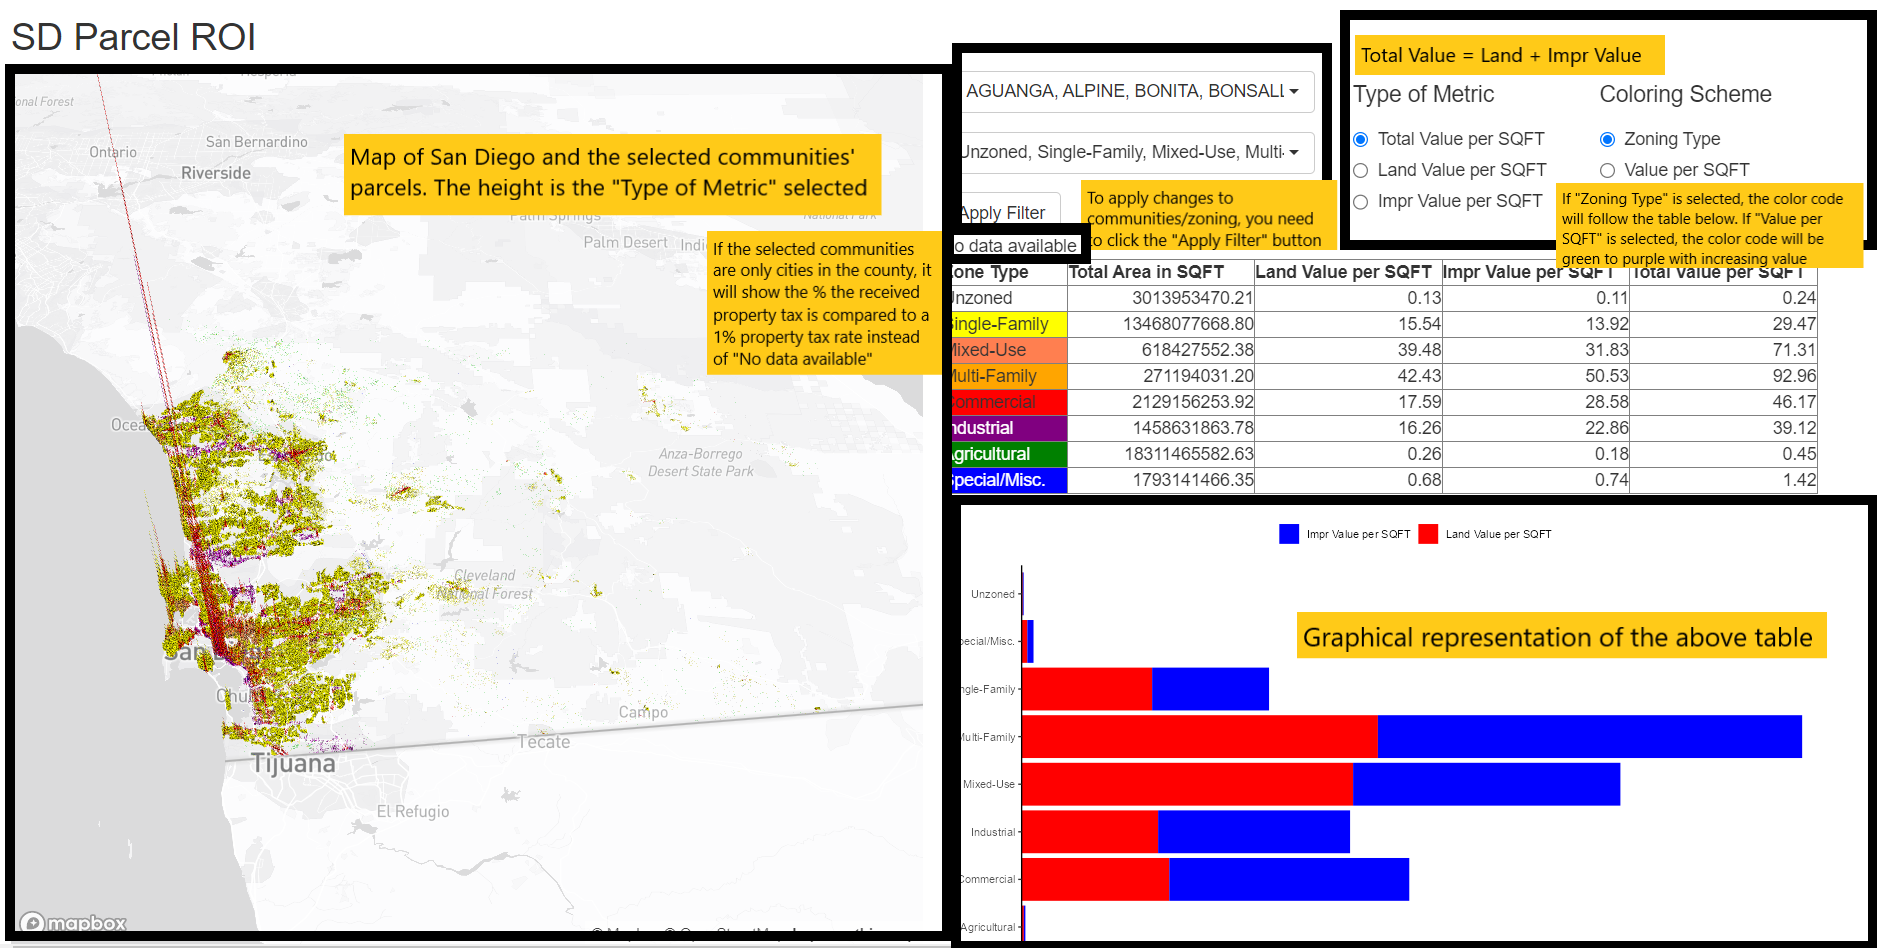 SD Parcel ROI
onal Forest
San Bernardino
Ontario
Riverside
Palm Springs
National Park
Palm Desert
Indi
Map of San Diego and the selected communities'
parcels. The height is the "Type of Metric" selected
If the selected communities
are only cities in the county, it
will show the % the received
property tax is compared to a
1% property tax rate instead
of "No data available"
Ocea
Anza-Borrego
Desert State Park
Cleveland
National Forest
San
Chu
Campo
Tecate
Tijuana
El Refugio
mapbox
AGUANGA, ALPINE, BONITA, BONSALL
Unzoned, Single-Family, Mixed-Use, Multi-
Apply Filter
o data available
To apply changes to
communities/zoning, you need
to click the "Apply Filter" button
Total Value = Land + Impr Value
Type of Metric
Total Value per SQFT
Land Value per SQFT
Impr Value per SQFT
Coloring Scheme
Zoning Type
Value per SQFT
If "Zoning Type" is selected, the color code
will follow the table below. If "Value per
SQFT" is selected, the color code will be
green to purple with increasing value
Zone Type Total Area in SQFT Land Value per SQFT Impr Value per SQFT Total Value per SQFT
Unzoned 3013953470.21 0.13 0.11 0.24
Single-Family 13468077668.80 15.54 13.92 29.47
Mixed-Use 618427552.38 39.48 31.83 71.31
Multi-Family 271194031.20 42.43 50.53 92.96
Commercial 2129156253.92 17.59 28.58 46.17
Industrial 1458631863.78 16.26 22.86 39.12
Agricultural 18311465582.63 0.26 0.18 0.45
Special/Misc. 1793141466.35 0.68 0.74 1.42
Impr Value per SQFT Land Value per SQFT
Unzoned
pecial/Misc.
ngle-Family
Multi-Family
Mixed-Use
Industrial
Commercial
Agricultural
Graphical representation of the above table